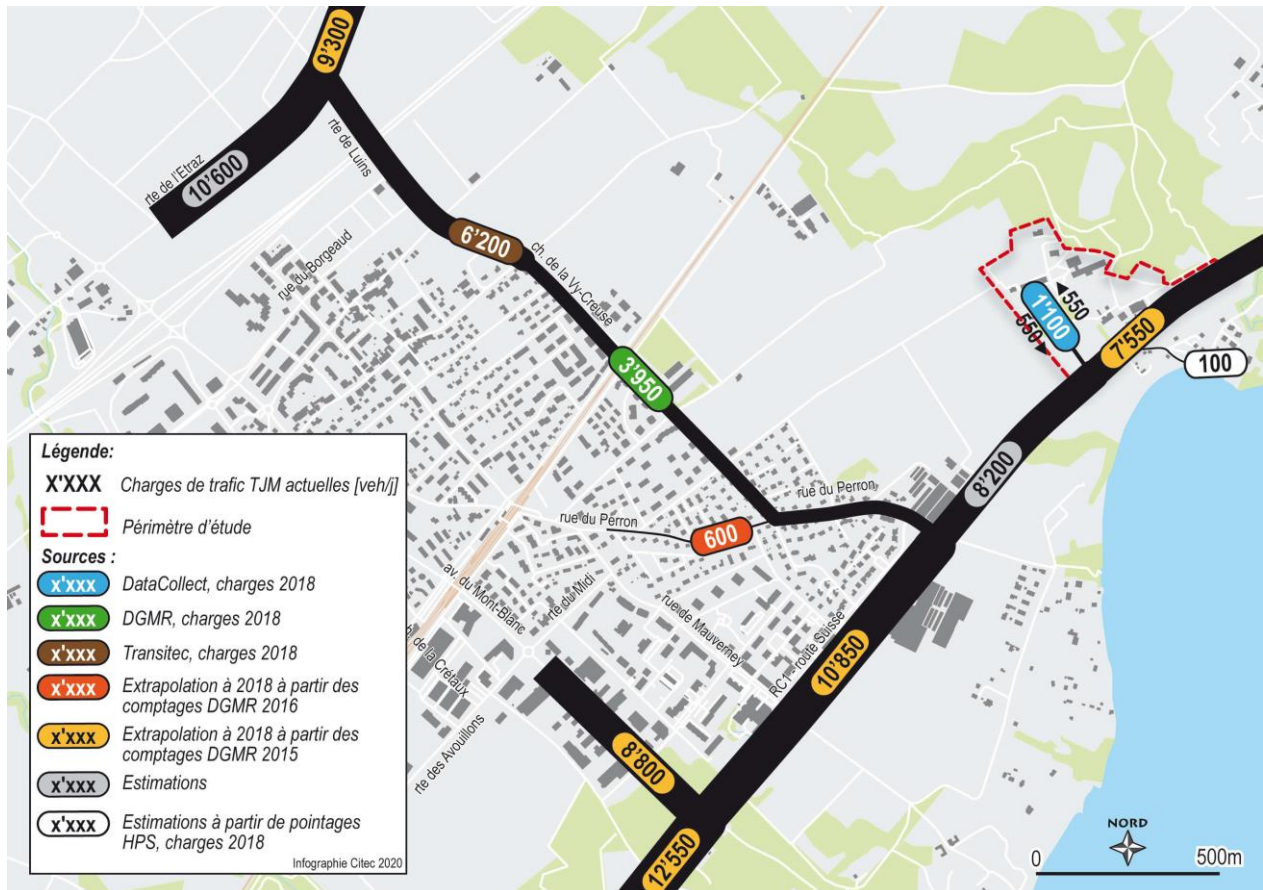 9'300
rte de l'Etraz
10'600
rte de Luins
6'200
ch. de la Vy-Creuse
rue du Borgeaud
3'950
1'100
550
550
7'550
100
8'200
rue du Perron
rue du Perron
600
av. du Mont-Blanc
rte du Midi
rue de Mauverney
RC1 - route Suisse
10'850
de la Crétaux
rte des Avouillons
8'800
12'550
Légende:
X'XXX Charges de trafic TJM actuelles [veh/j]
Périmètre d'étude
Sources :
x'xxx DataCollect, charges 2018
x'xxx DGMR, charges 2018
x'xxx Transitec, charges 2018
x'xxx Extrapolation à 2018 à partir des
comptages DGMR 2016
x'xxx Extrapolation à 2018 à partir des
comptages DGMR 2015
x'xxx Estimations
x'xxx Estimations à partir de pointages
HPS, charges 2018
Infographie Citec 2020
NORD
0 500m